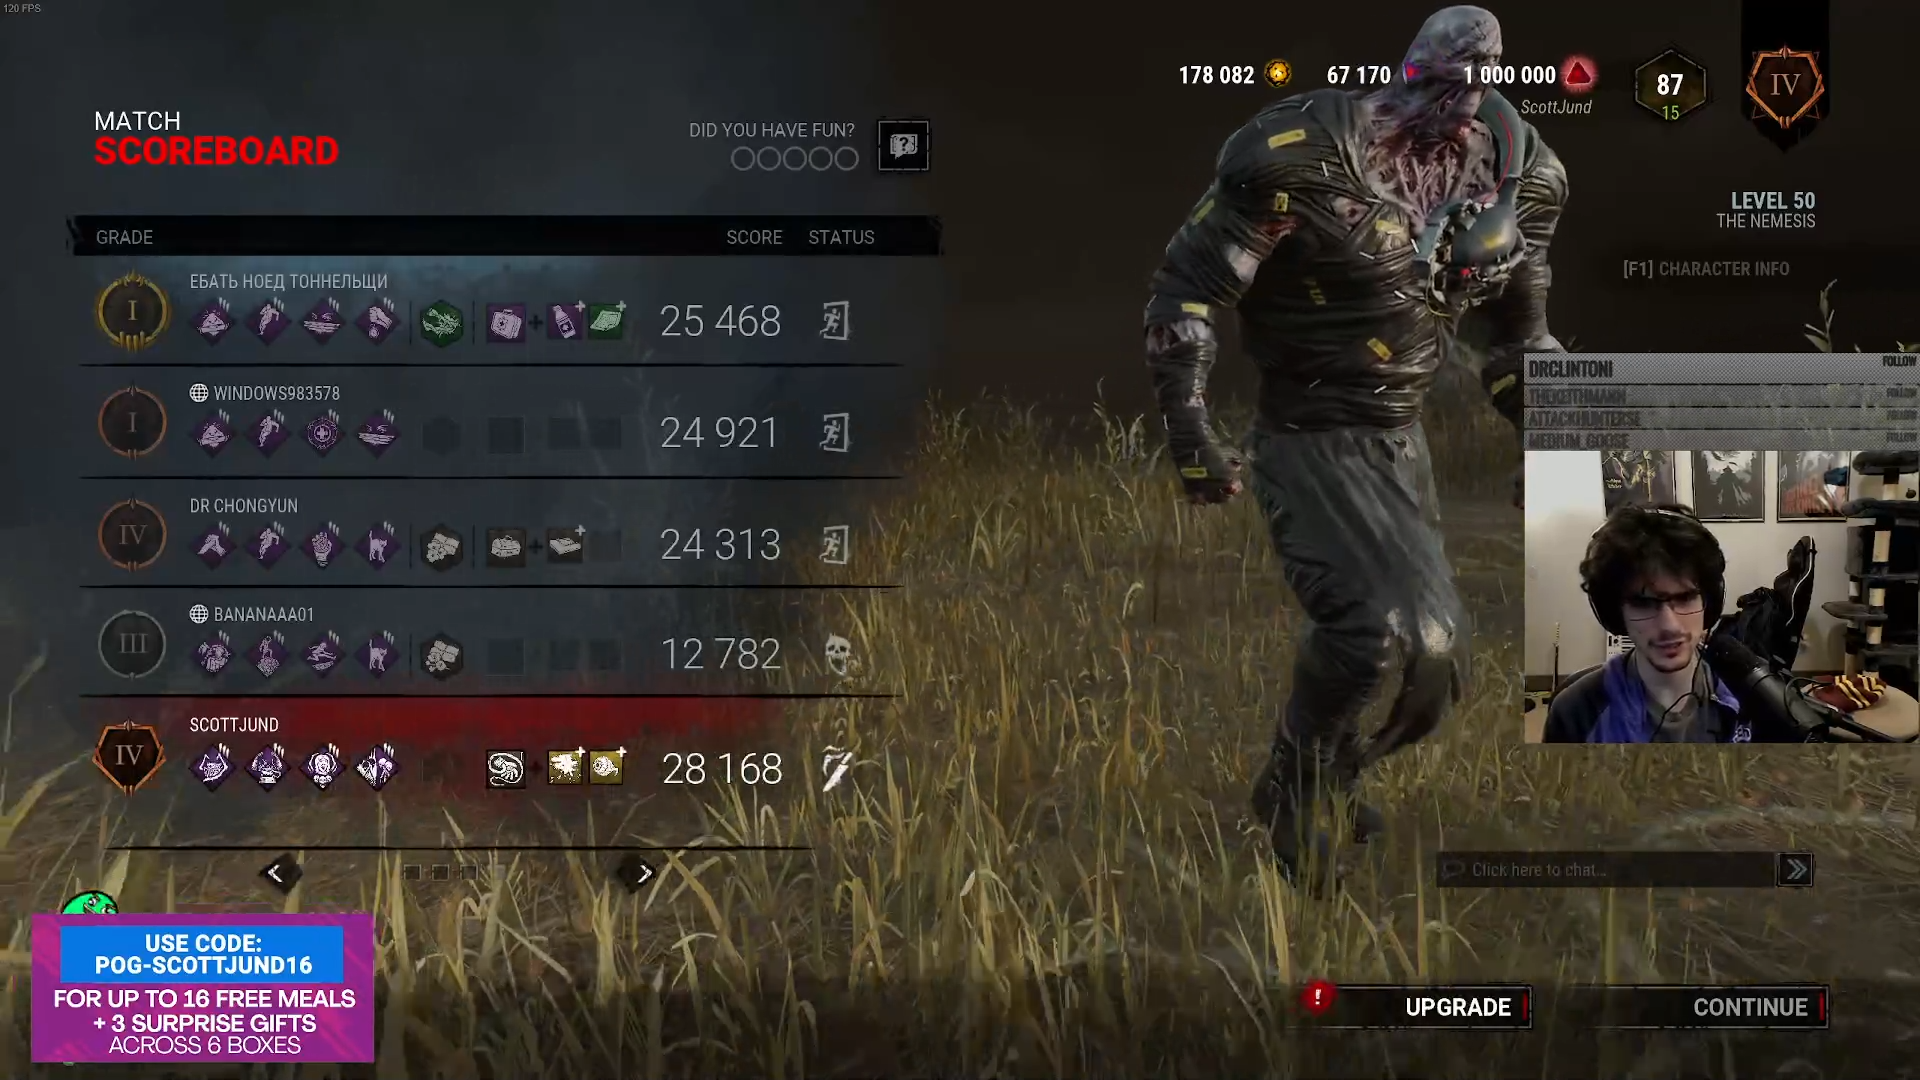 120 FPS
178 082
67 170
1 000 000
ScottJund
87
15
IV
MATCH
SCOREBOARD
DID YOU HAVE FUN?
LEVEL 50
THE NEMESIS
[F1] CHARACTER INFO
GRADE
SCORE
STATUS
I
ЕБАТЬ НОЕД ТОННЕЛЬЩИ
25 468
I
WINDOWS983578
24 921
IV
DR CHONGYUN
24 313
III
BANANAAA01
12 782
IV
SCOTTJUND
28 168
DRCLINTONI
FOLLOW
THEKEITHMANN
FOLLOW
ATTACKHUNTERSE
FOLLOW
MEDIUM_GOOSE
FOLLOW
Click here to chat...
USE CODE:
POG-SCOTTJUND16
FOR UP TO 16 FREE MEALS
+ 3 SURPRISE GIFTS
ACROSS 6 BOXES
UPGRADE
CONTINUE